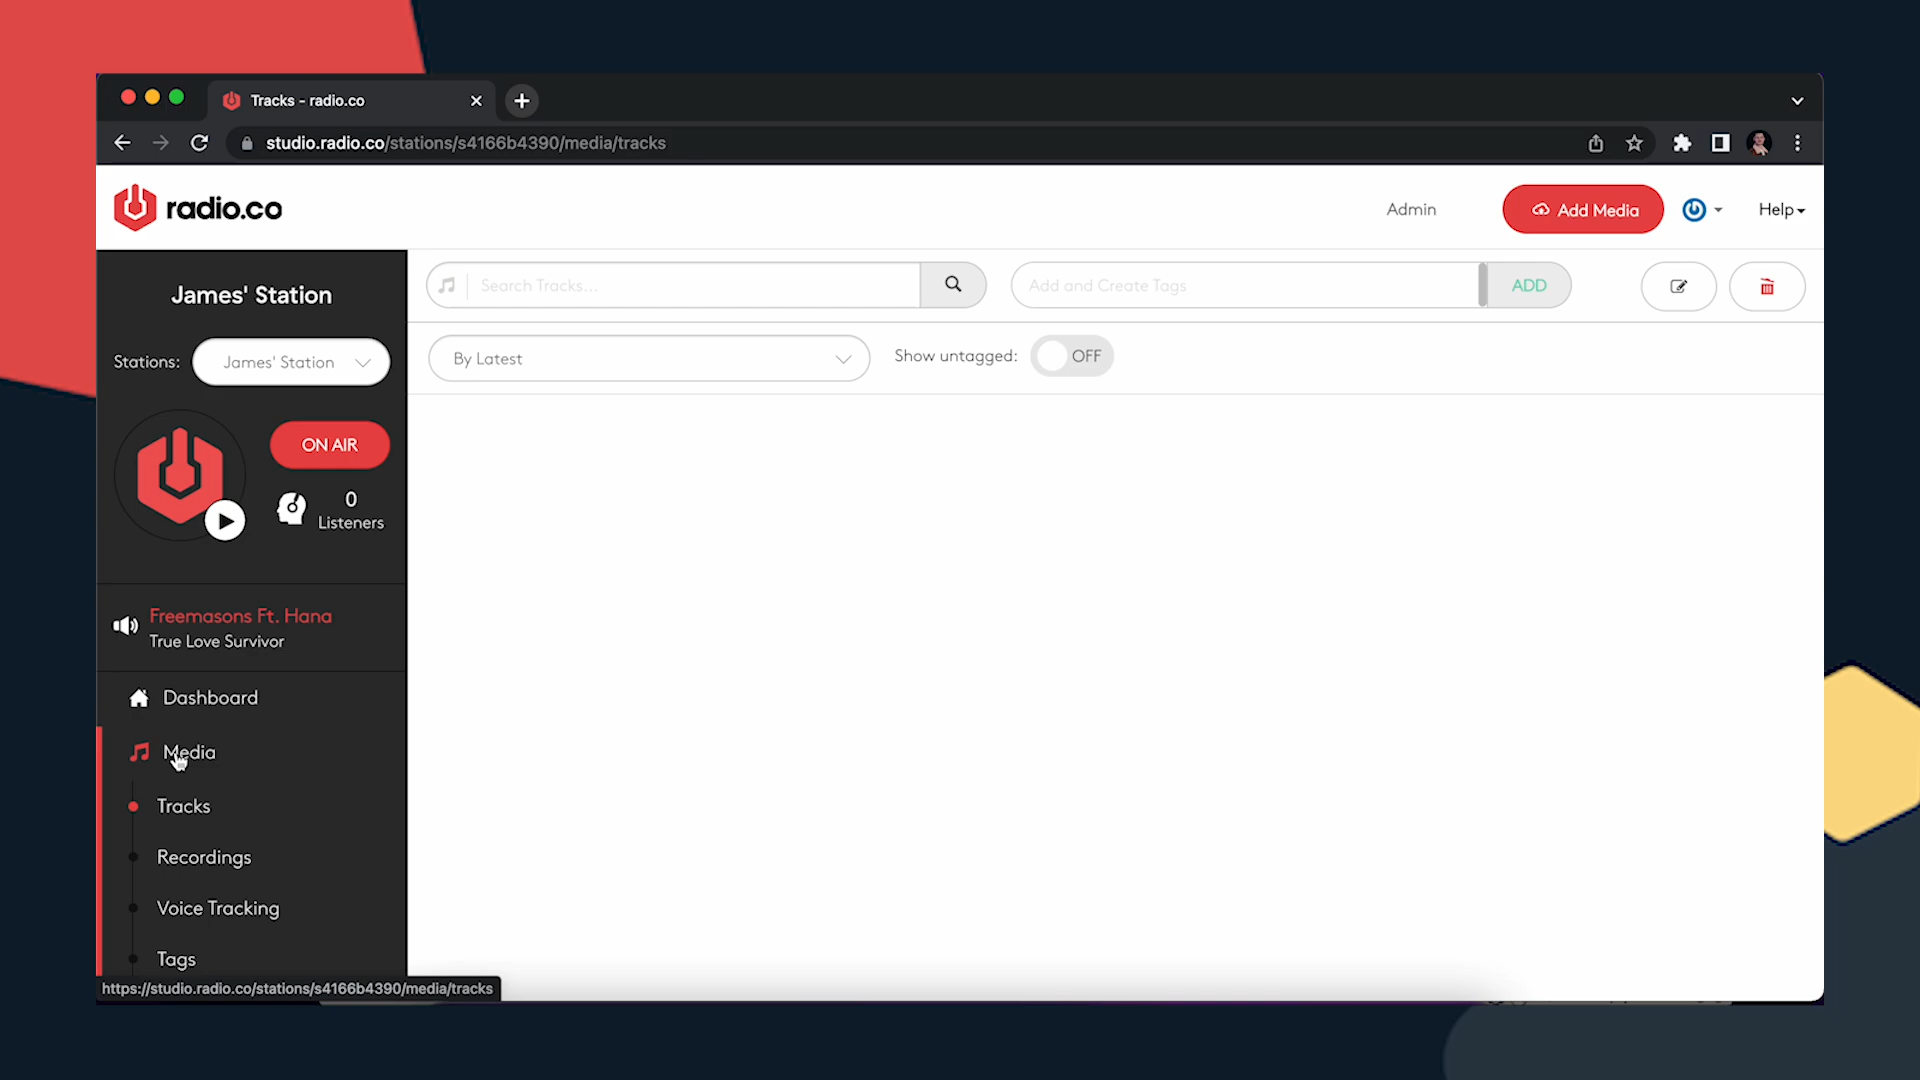 Tracks - radio.co
studio.radio.co/stations/s4166b4390/media/tracks
radio.co
Admin
Add Media
Help
James' Station
Search Tracks...
Add and Create Tags
ADD
Stations:
James' Station
By Latest
Show untagged:
OFF
ON AIR
0
Listeners
Freemasons Ft. Hana
True Love Survivor
Dashboard
Media
Tracks
Recordings
Voice Tracking
Tags
https://studio.radio.co/stations/s4166b4390/media/tracks